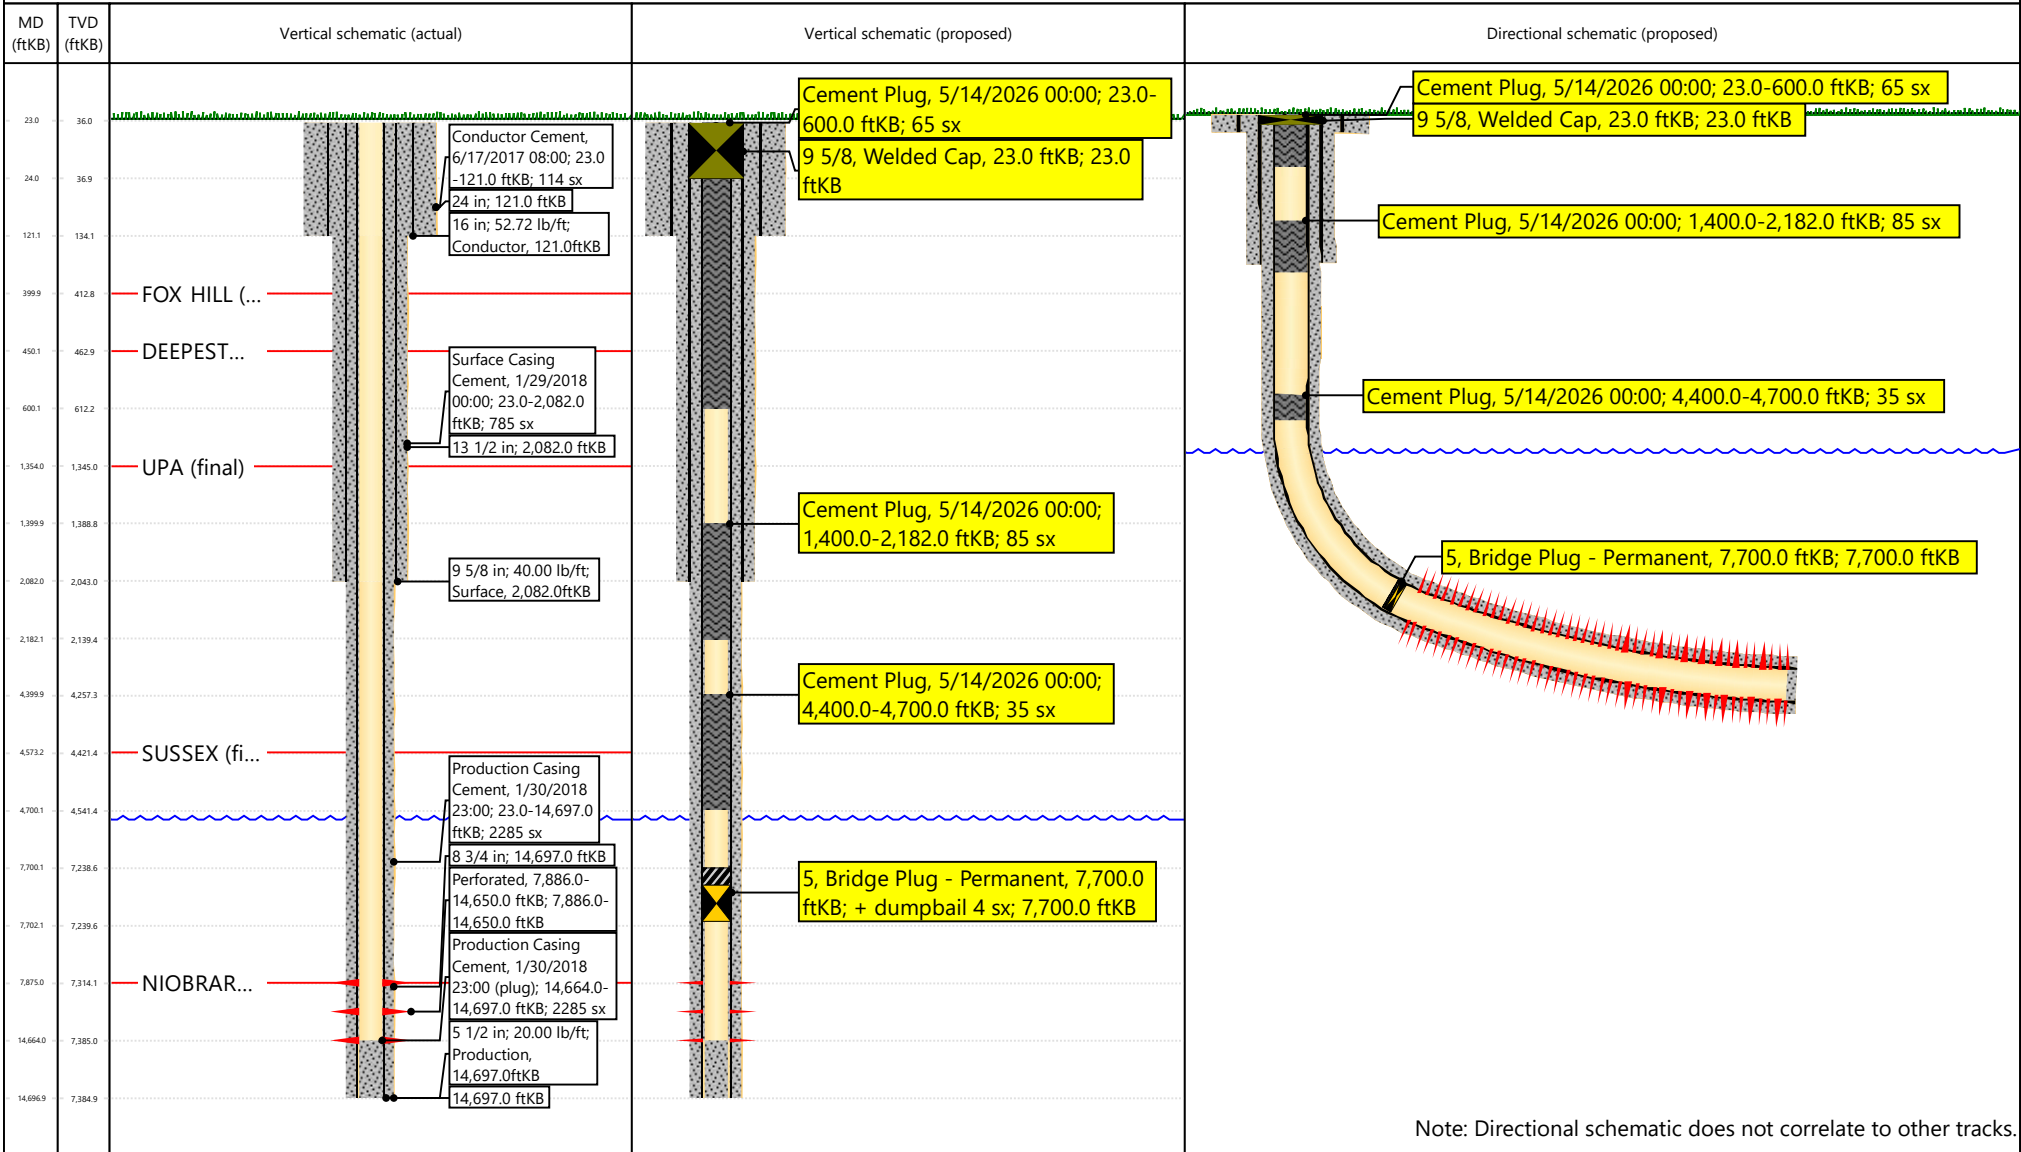 MD
(ftKB)
TVD
(ftKB)
Vertical schematic (actual)
Vertical schematic (proposed)
Directional schematic (proposed)
23.0
36.0
24.0
36.9
121.1
134.1
399.9
412.8
450.1
462.9
600.1
612.2
1,354.0
1,345.0
1,399.9
1,388.8
2,082.0
2,043.0
2,182.1
2,139.4
4,399.9
4,257.3
4,573.2
4,421.4
4,700.1
4,541.4
7,700.1
7,238.6
7,702.1
7,239.6
7,875.0
7,314.1
14,664.0
7,385.0
14,696.9
7,384.9
FOX HILL (...
DEEPEST...
UPA (final)
SUSSEX (fi...
NIOBRAR...
Conductor Cement,
6/17/2017 08:00; 23.0
-121.0 ftKB; 114 sx
24 in; 121.0 ftKB
16 in; 52.72 lb/ft;
Conductor, 121.0ftKB
Surface Casing
Cement, 1/29/2018
00:00; 23.0-2,082.0
ftKB; 785 sx
13 1/2 in; 2,082.0 ftKB
9 5/8 in; 40.00 lb/ft;
Surface, 2,082.0ftKB
Production Casing
Cement, 1/30/2018
23:00; 23.0-14,697.0
ftKB; 2285 sx
8 3/4 in; 14,697.0 ftKB
Perforated, 7,886.0-
14,650.0 ftKB; 7,886.0-
14,650.0 ftKB
Production Casing
Cement, 1/30/2018
23:00 (plug); 14,664.0-
14,697.0 ftKB; 2285 sx
5 1/2 in; 20.00 lb/ft;
Production,
14,697.0ftKB
14,697.0 ftKB
Cement Plug, 5/14/2026 00:00; 23.0-
600.0 ftKB; 65 sx
9 5/8, Welded Cap, 23.0 ftKB; 23.0
ftKB
Cement Plug, 5/14/2026 00:00;
1,400.0-2,182.0 ftKB; 85 sx
Cement Plug, 5/14/2026 00:00;
4,400.0-4,700.0 ftKB; 35 sx
5, Bridge Plug - Permanent, 7,700.0
ftKB; + dumpbail 4 sx; 7,700.0 ftKB
Cement Plug, 5/14/2026 00:00; 23.0-600.0 ftKB; 65 sx
9 5/8, Welded Cap, 23.0 ftKB; 23.0 ftKB
Cement Plug, 5/14/2026 00:00; 1,400.0-2,182.0 ftKB; 85 sx
Cement Plug, 5/14/2026 00:00; 4,400.0-4,700.0 ftKB; 35 sx
5, Bridge Plug - Permanent, 7,700.0 ftKB; 7,700.0 ftKB
Note: Directional schematic does not correlate to other tracks.